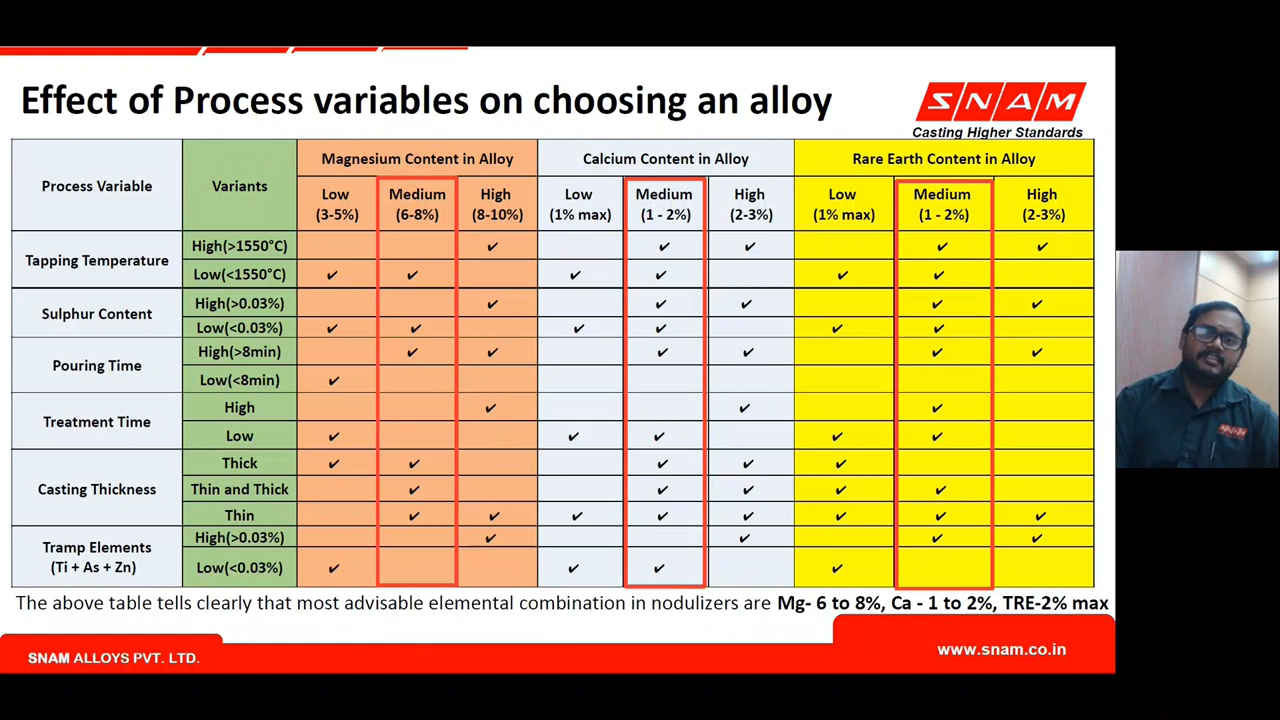 Effect of Process variables on choosing an alloy
SNAM
Casting Higher Standards
Process Variable Variants Magnesium Content in Alloy Calcium Content in Alloy Rare Earth Content in Alloy
Low Medium High Low Medium High Low Medium High
(3-5%) (6-8%) (8-10%) (1% max) (1 - 2%) (2-3%) (1% max) (1 - 2%) (2-3%)
Tapping Temperature
High(>1550°C) ✔ ✔ ✔ ✔ ✔
Low(<1550°C) ✔ ✔ ✔ ✔ ✔ ✔
Sulphur Content
High(>0.03%) ✔ ✔ ✔ ✔ ✔
Low(<0.03%) ✔ ✔ ✔ ✔ ✔ ✔
Pouring Time
High(>8min) ✔ ✔ ✔ ✔ ✔ ✔
Low(<8min) ✔
Treatment Time
High ✔ ✔ ✔
Low ✔ ✔ ✔ ✔ ✔
Casting Thickness
Thick ✔ ✔ ✔ ✔ ✔
Thin and Thick ✔ ✔ ✔ ✔ ✔
Thin ✔ ✔ ✔ ✔ ✔ ✔ ✔ ✔
Tramp Elements
(Ti + As + Zn)
High(>0.03%) ✔ ✔ ✔ ✔
Low(<0.03%) ✔ ✔ ✔ ✔
The above table tells clearly that most advisable elemental combination in nodulizers are Mg- 6 to 8%, Ca - 1 to 2%, TRE-2% max
SNAM ALLOYS PVT. LTD.
www.snam.co.in
SNAM